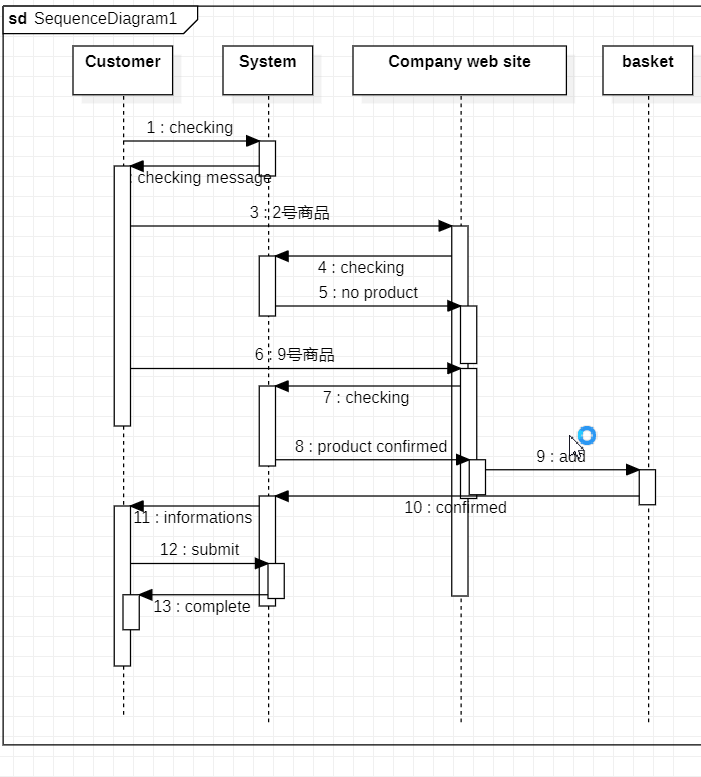 sd SequenceDiagram1
Customer
System
Company web site
basket
1 : checking
: checking message
3 : 2号商品
4 : checking
5 : no product
6 : 9号商品
7 : checking
8 : product confirmed
9 : add
10 : confirmed
11 : informations
12 : submit
13 : complete